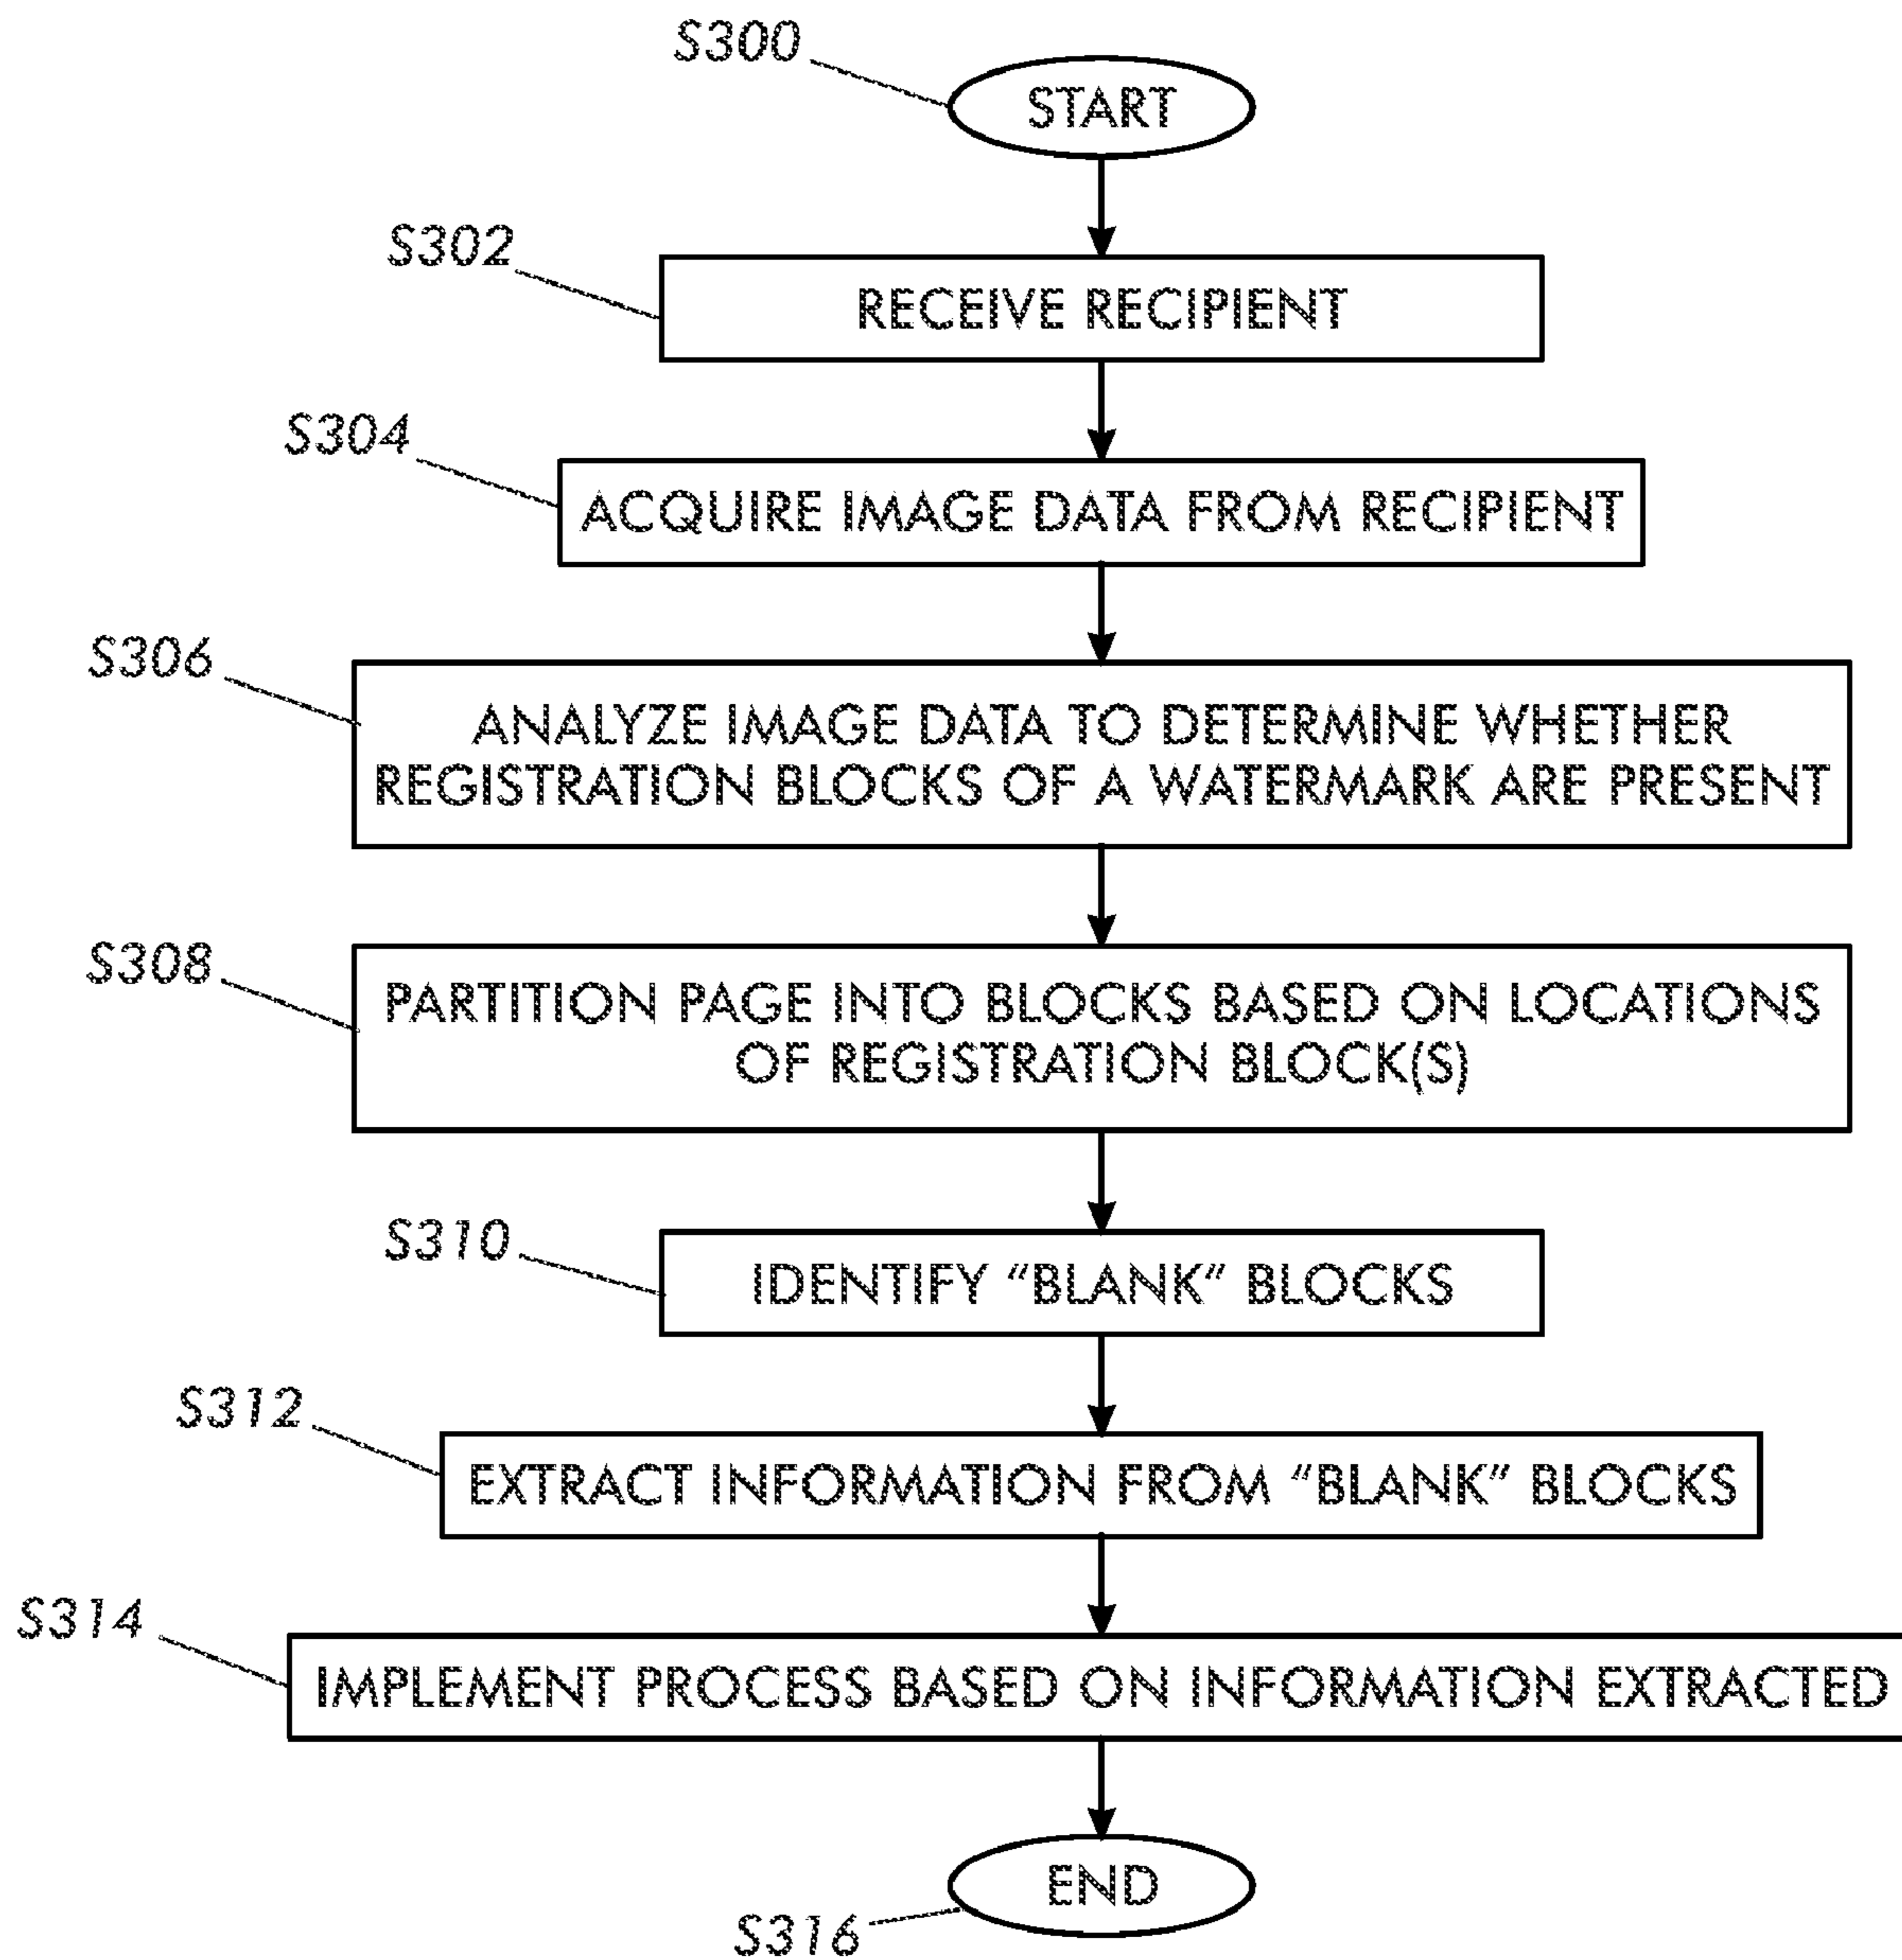 S300
START
S302
RECEIVE RECIPIENT
S304
ACQUIRE IMAGE DATA FROM RECIPIENT
S306
ANALYZE IMAGE DATA TO DETERMINE WHETHER
REGISTRATION BLOCKS OF A WATERMARK ARE PRESENT
S308
PARTITION PAGE INTO BLOCKS BASED ON LOCATIONS
OF REGISTRATION BLOCK(S)
S310
IDENTIFY “BLANK” BLOCKS
S312
EXTRACT INFORMATION FROM “BLANK” BLOCKS
S314
IMPLEMENT PROCESS BASED ON INFORMATION EXTRACTED
END
S316